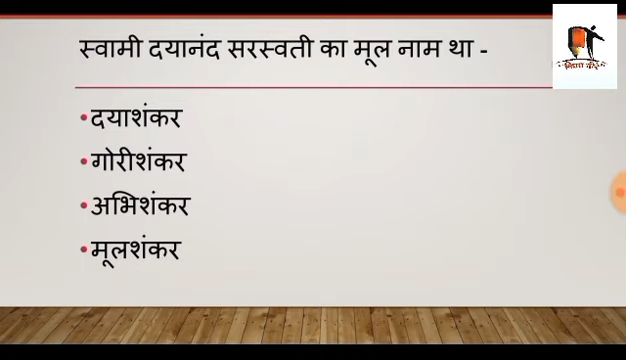 स्वामी दयानंद सरस्वती का मूल नाम था -
•दयाशंकर
•गोरीशंकर
•अभिशंकर
•मूलशंकर